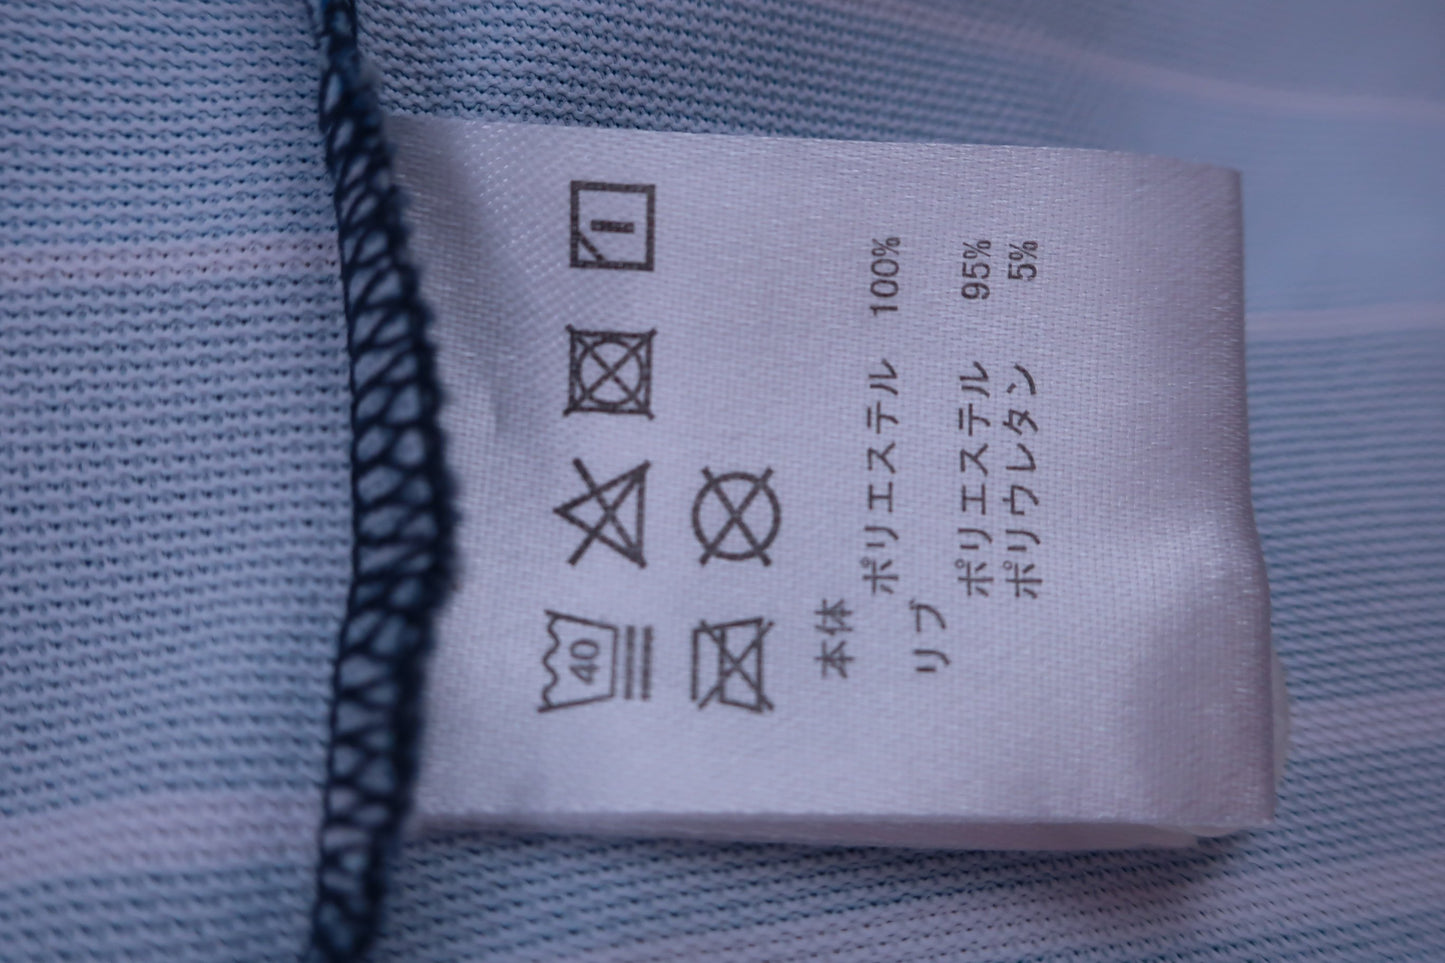 40
本体
ポリエステル 100%
リブ
ポリエステル 95%
ポリウレタン 5%